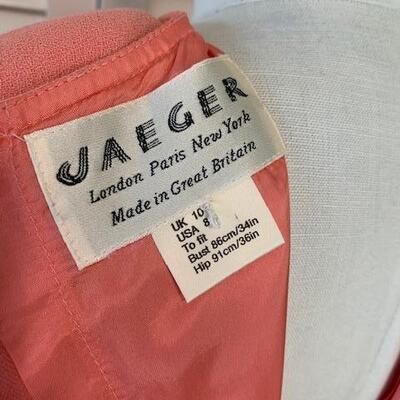 JAEGER
London Paris New York
Made in Great Britain
UK 10
USA 8
To fit
Bust 86cm/34in
Hip 91cm/36in